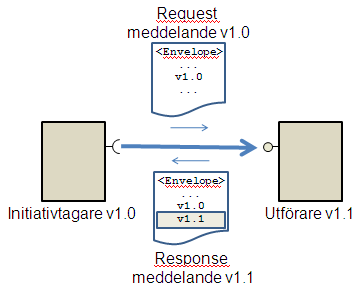 Request
meddelande v1.0
<Envelope>
...
v1.0
...
Initiativtagare v1.0
Utförare v1.1
<Envelope>
...
v1.0
v1.1
Response
meddelande v1.1